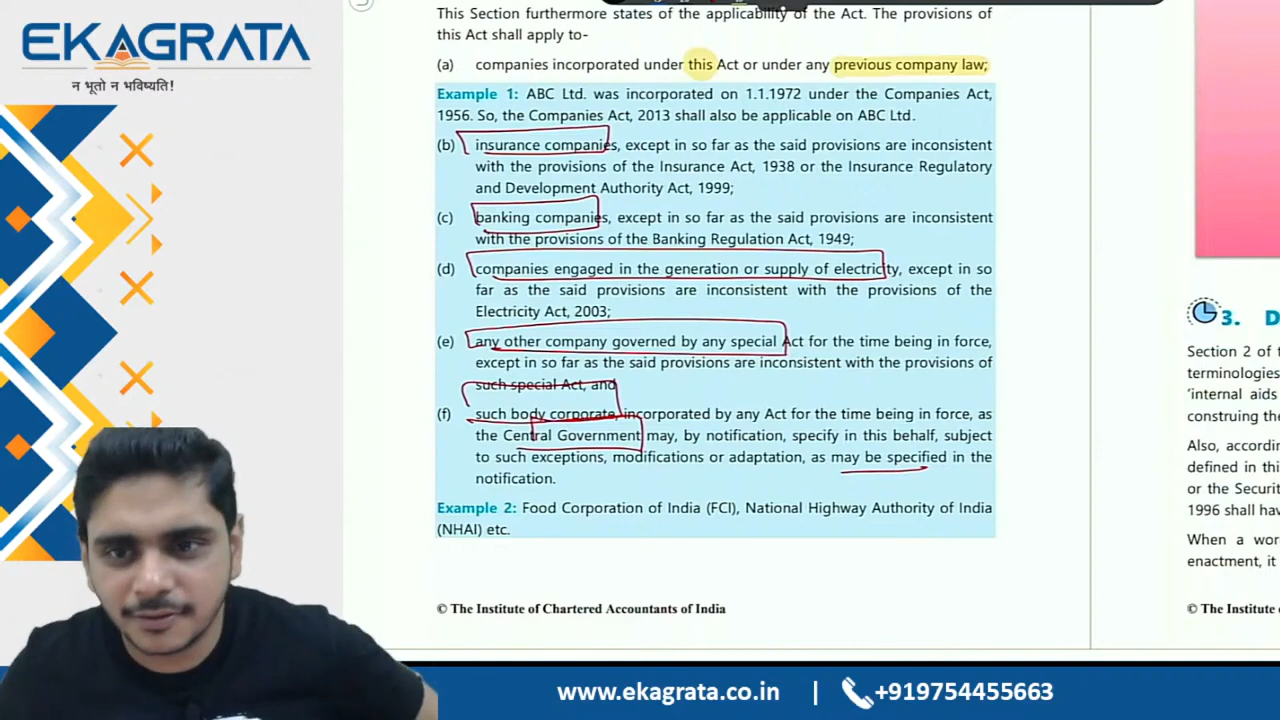 EKAGRATA
न भूतो न भविष्यति!
This Section furthermore states of the applicability of the Act. The provisions of
this Act shall apply to-
(a) companies incorporated under this Act or under any previous company law;
Example 1: ABC Ltd. was incorporated on 1.1.1972 under the Companies Act,
1956. So, the Companies Act, 2013 shall also be applicable on ABC Ltd.
(b) insurance companies, except in so far as the said provisions are inconsistent
with the provisions of the Insurance Act, 1938 or the Insurance Regulatory
and Development Authority Act, 1999;
(c) banking companies, except in so far as the said provisions are inconsistent
with the provisions of the Banking Regulation Act, 1949;
(d) companies engaged in the generation or supply of electricity, except in so
far as the said provisions are inconsistent with the provisions of the
Electricity Act, 2003;
(e) any other company governed by any special Act for the time being in force,
except in so far as the said provisions are inconsistent with the provisions of
such special Act, and
(f) such body corporate, incorporated by any Act for the time being in force, as
the Central Government may, by notification, specify in this behalf, subject
to such exceptions, modifications or adaptation, as may be specified in the
notification.
Example 2: Food Corporation of India (FCI), National Highway Authority of India
(NHAI) etc.
© The Institute of Chartered Accountants of India
3. D
Section 2 of t
terminologies
'internal aids
construing the
Also, accordin
defined in this
or the Securit
1996 shall hav
When a wor
enactment, it
© The Institute
www.ekagrata.co.in | +919754455663